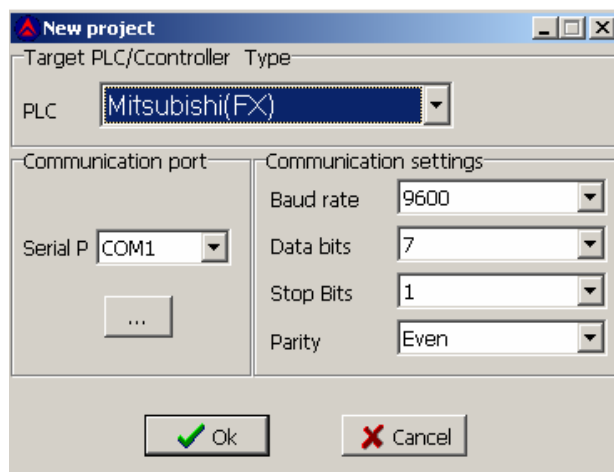 New project
Target PLC/Ccontroller Type
PLC Mitsubishi(FX)
Communication port
Serial P COM1
...
Communication settings
Baud rate 9600
Data bits 7
Stop Bits 1
Parity Even
Ok Cancel